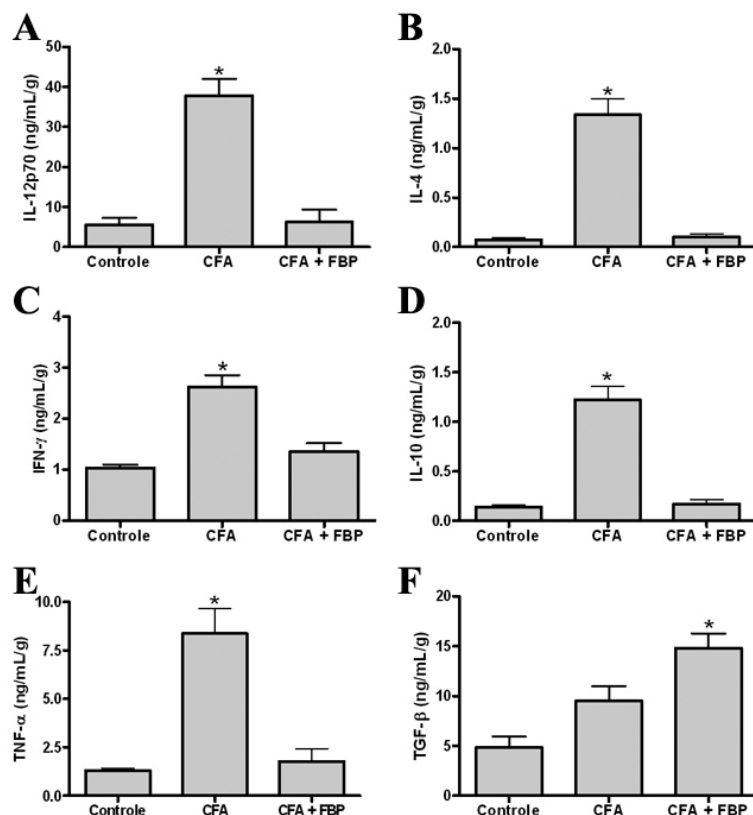 A
IL-12p70 (ng/mL/g)
50
40
30
20
10
0
*
Controle CFA CFA + FBP
B
IL-4 (ng/mL/g)
2.0
1.5
1.0
0.5
0.0
*
Controle CFA CFA + FBP
C
IFN-γ (ng/mL/g)
4
3
2
1
0
*
Controle CFA CFA + FBP
D
IL-10 (ng/mL/g)
2.0
1.5
1.0
0.5
0.0
*
Controle CFA CFA + FBP
E
TNF-α (ng/mL/g)
10.0
7.5
5.0
2.5
0.0
*
Controle CFA CFA + FBP
F
TGF-β (ng/mL/g)
20
15
10
5
0
*
Controle CFA CFA + FBP